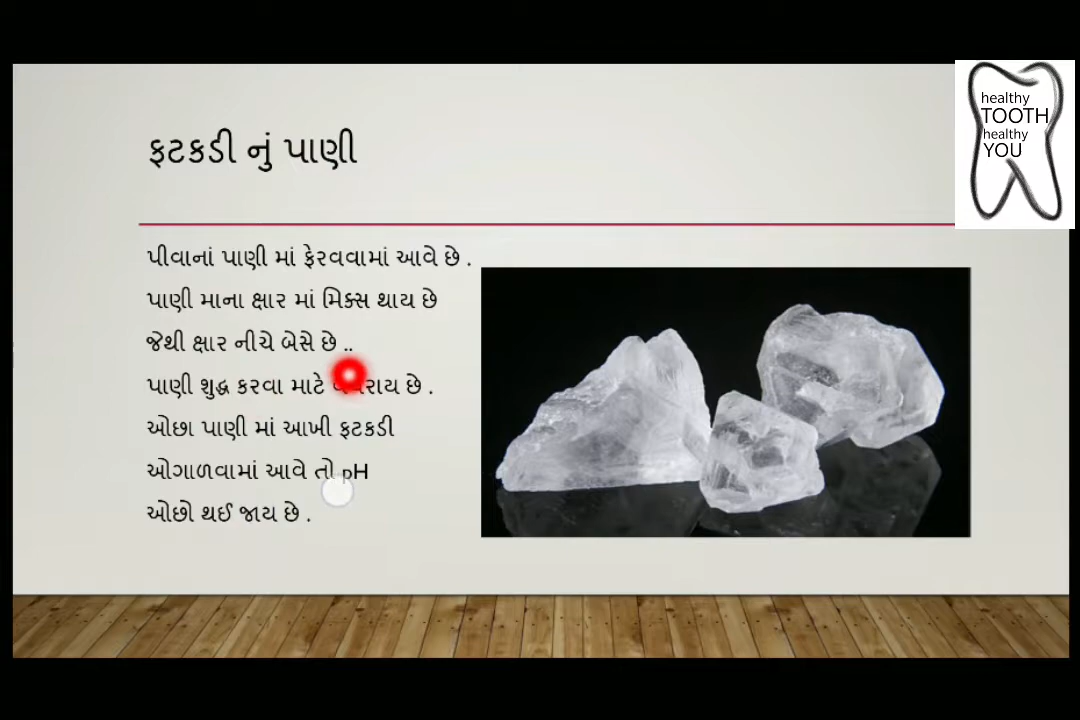 healthy
TOOTH
healthy
YOU
ફટકડી નું પાણી
પીવાનાં પાણી માં ફેરવવામાં આવે છે .
પાણી માના ક્ષાર માં મિક્સ થાય છે
જેથી ક્ષાર નીચે બેસે છે ..
પાણી શુદ્ધ કરવા માટે છે .
ઓછા પાણી માં આખી ફટકડી
ઓગાળવામાં આવે તો pH
ઓછો થઈ જાય છે .